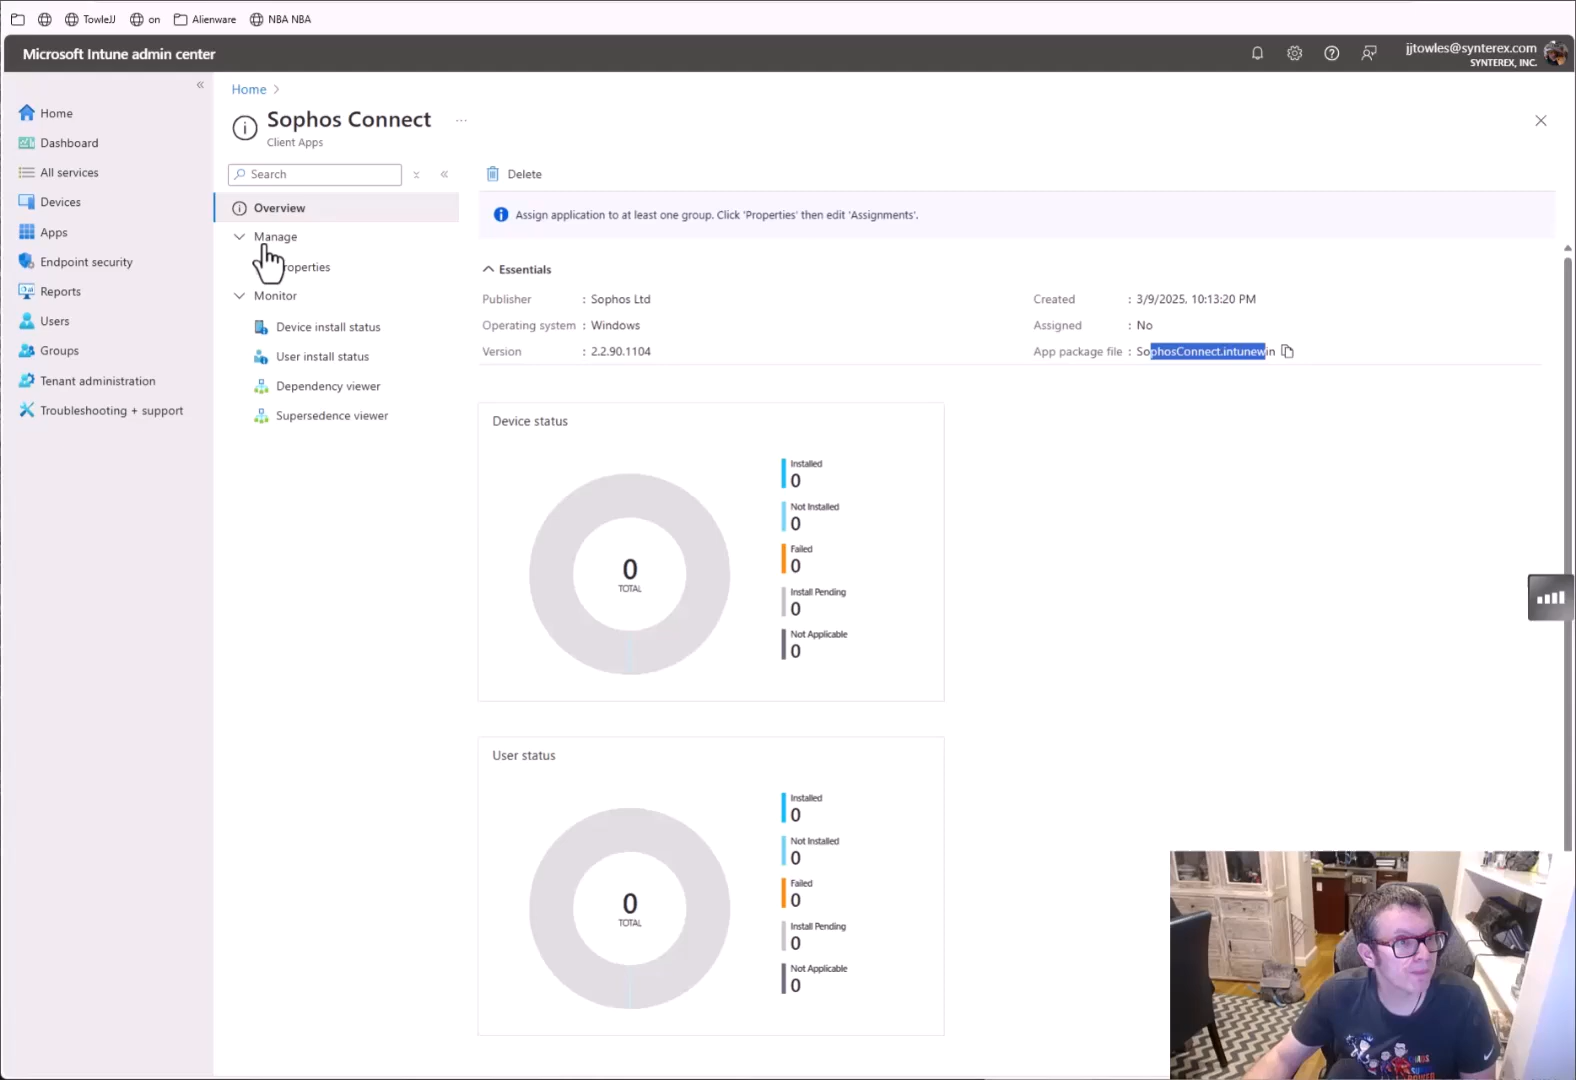 TowleJJ
on
Alienware
NBA NBA
Microsoft Intune admin center
jjtowles@synterex.com
SYNTEREX, INC.
Home
Dashboard
All services
Devices
Apps
Endpoint security
Reports
Users
Groups
Tenant administration
Troubleshooting + support
Home
Sophos Connect
Client Apps
Search
Overview
Manage
roperties
Monitor
Device install status
User install status
Dependency viewer
Supersedence viewer
Delete
Assign application to at least one group. Click 'Properties' then edit 'Assignments'.
Essentials
Publisher : Sophos Ltd
Operating system : Windows
Version : 2.2.90.1104
Created : 3/9/2025, 10:13:20 PM
Assigned : No
App package file : SophosConnect.intunewin
Device status
0
TOTAL
Installed
0
Not Installed
0
Failed
0
Install Pending
0
Not Applicable
0
User status
0
TOTAL
Installed
0
Not Installed
0
Failed
0
Install Pending
0
Not Applicable
0